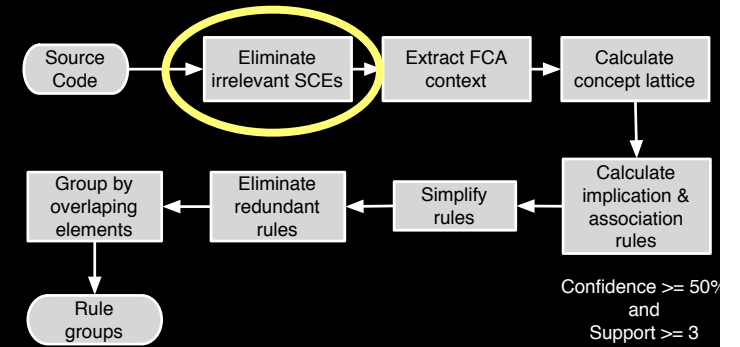 Source
Code
Eliminate
irrelevant SCEs
Extract FCA
context
Calculate
concept lattice
Group by
overlaping
elements
Eliminate
redundant
rules
Simplify
rules
Calculate
implication &
association
rules
Rule
groups
Confidence >= 50%
and
Support >= 3